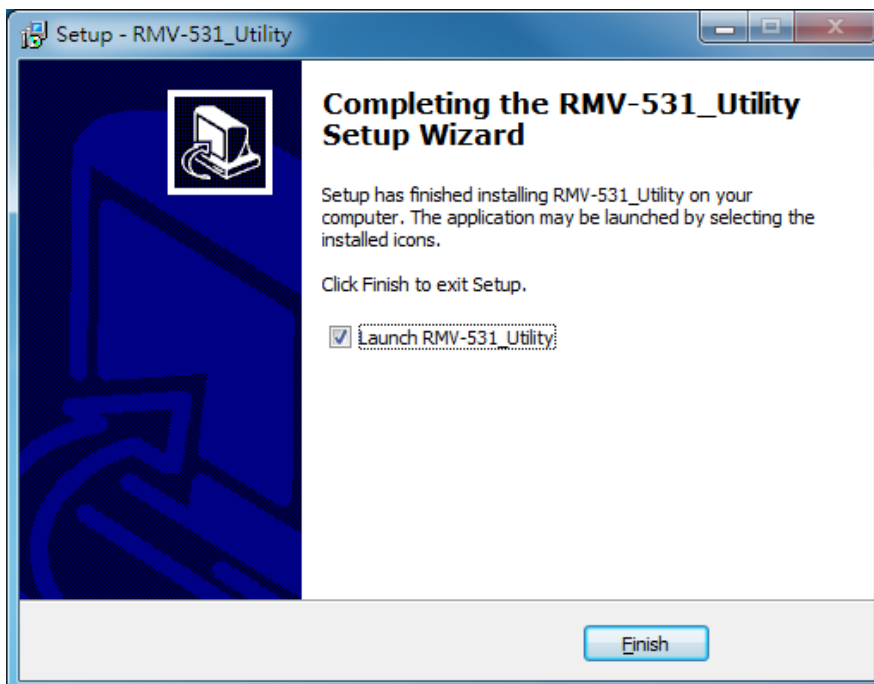 Setup - RMV-531_Utility
Completing the RMV-531_Utility
Setup Wizard
Setup has finished installing RMV-531_Utility on your
computer. The application may be launched by selecting the
installed icons.
Click Finish to exit Setup.
Launch RMV-531_Utility
Finish